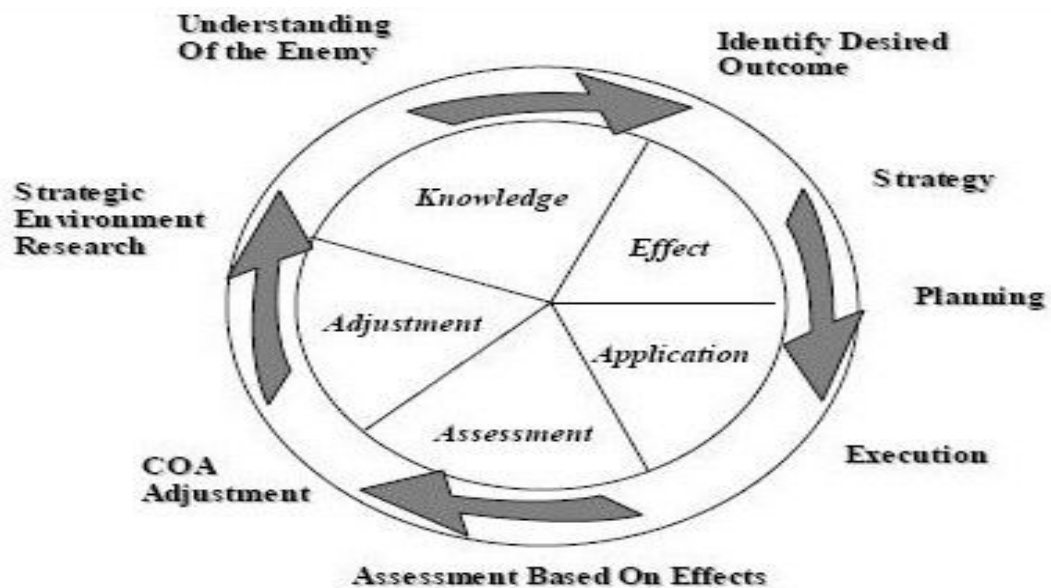 Understanding
Of the Enemy
Identify Desired
Outcome
Strategic
Environment
Research
Knowledge
Strategy
Effect
Planning
Adjustment
Application
Assessment
COA
Adjustment
Execution
Assessment Based On Effects